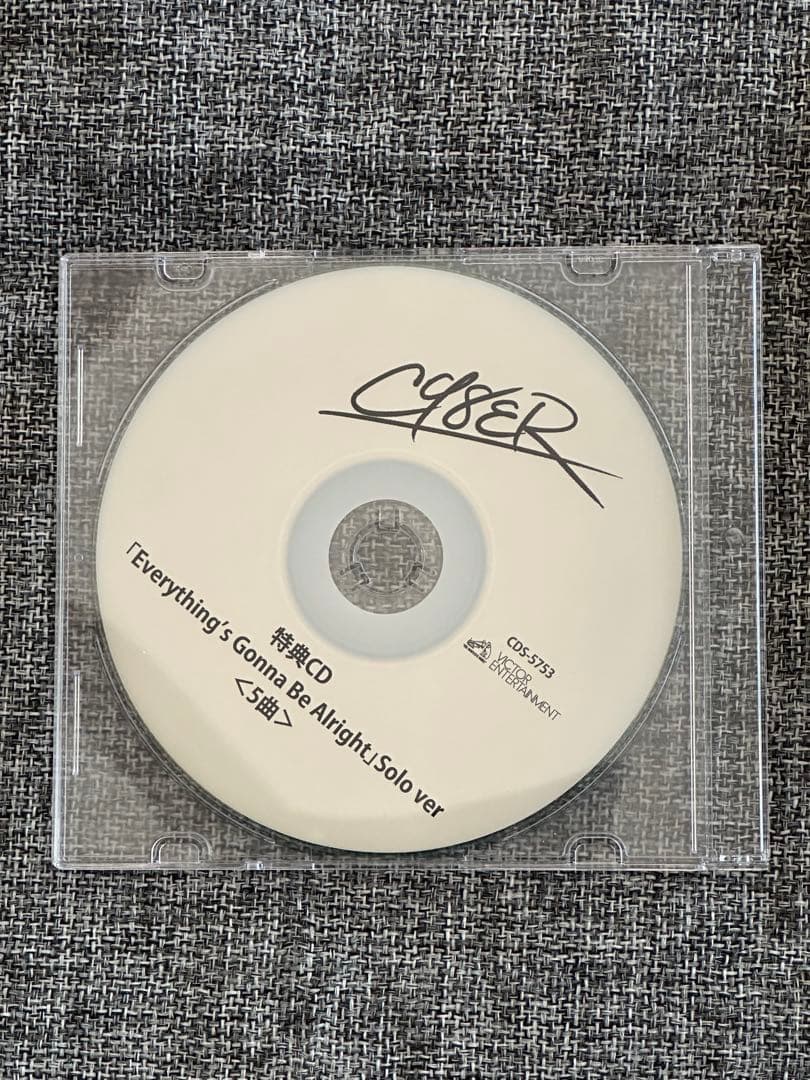 CY8ER
特典CD
「Everything's Gonna Be Alright」Solo ver
＜5曲＞
CDS-5753
VICTOR
ENTERTAINMENT